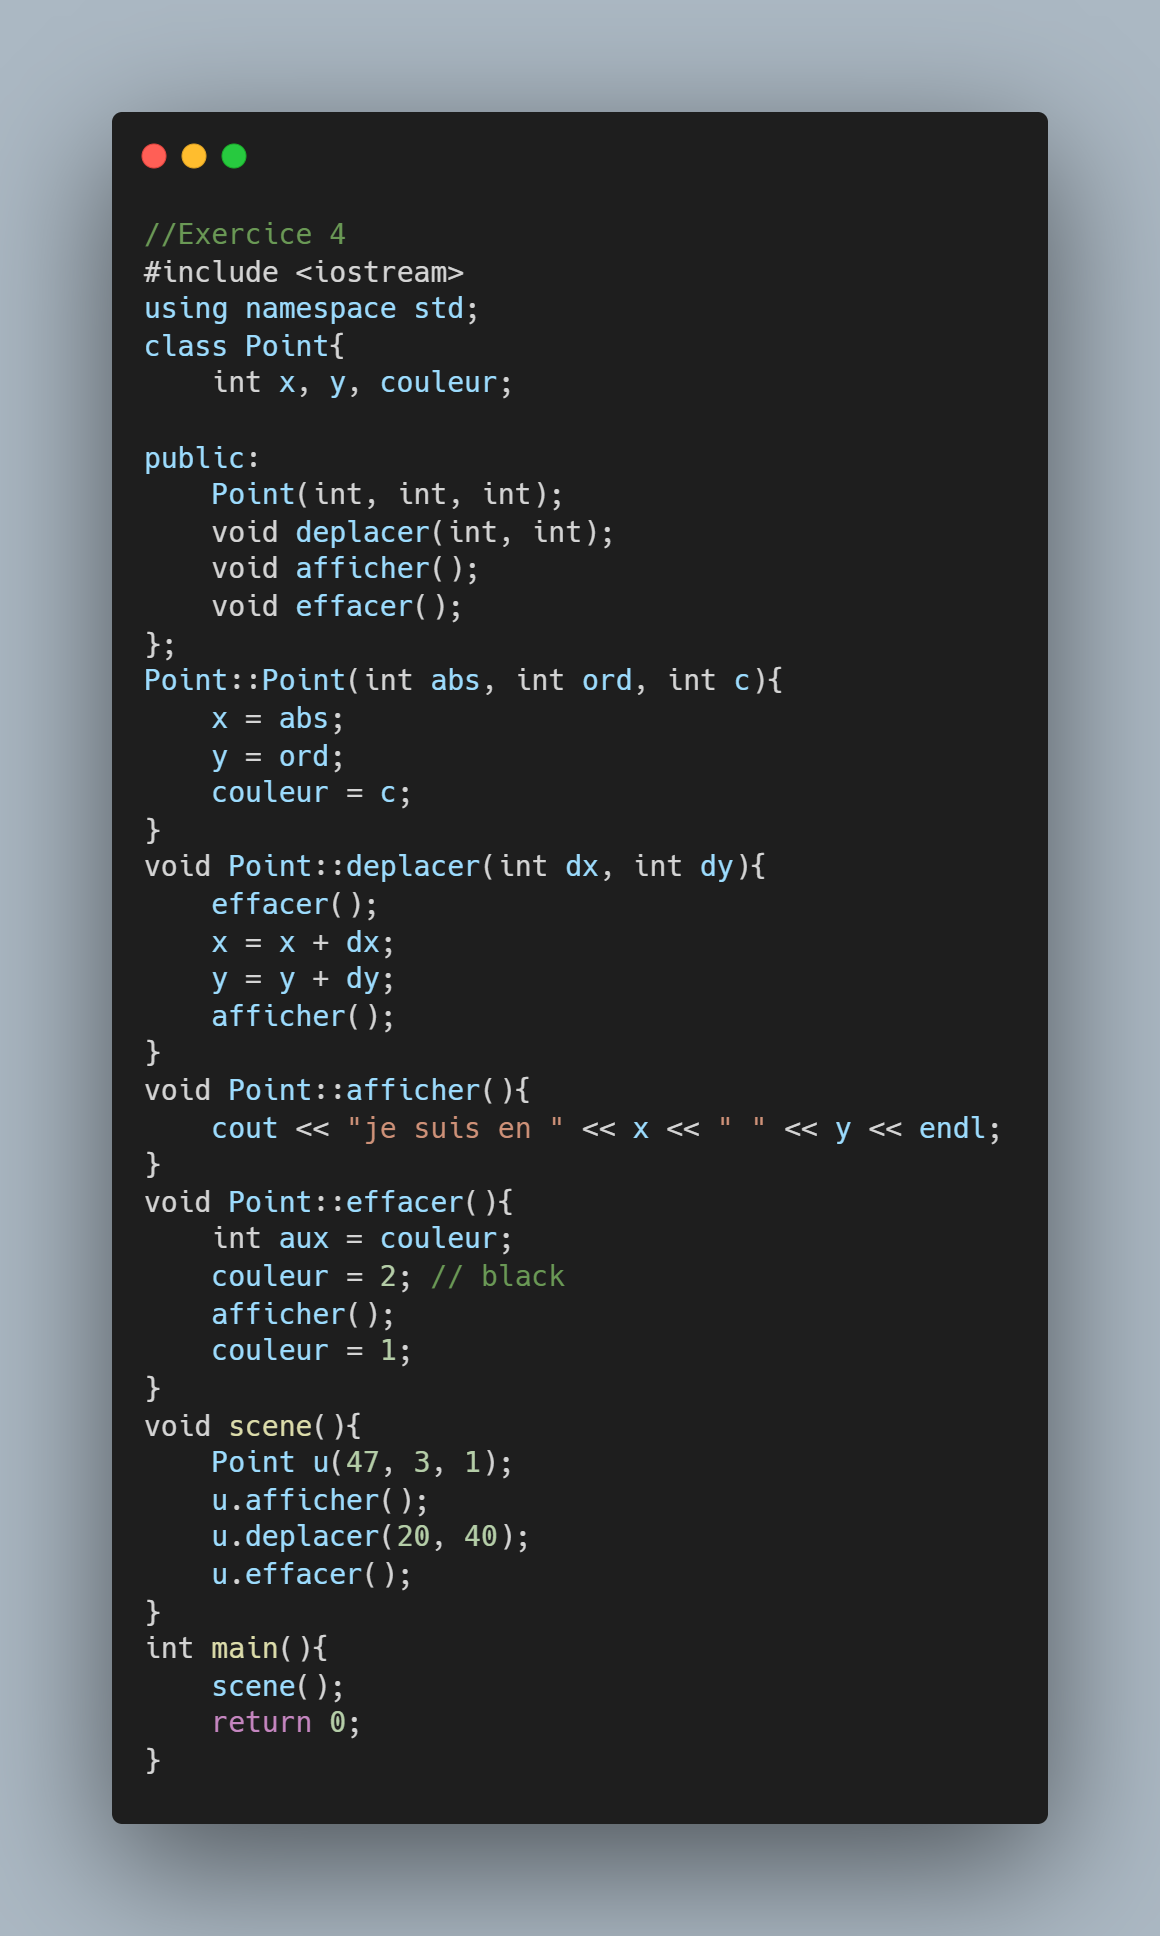 //Exercice 4
#include <iostream>
using namespace std;
class Point{
    int x, y, couleur;

public:
    Point(int, int, int);
    void deplacer(int, int);
    void afficher();
    void effacer();
};
Point::Point(int abs, int ord, int c){
    x = abs;
    y = ord;
    couleur = c;
}
void Point::deplacer(int dx, int dy){
    effacer();
    x = x + dx;
    y = y + dy;
    afficher();
}
void Point::afficher(){
    cout << "je suis en " << x << " " << y << endl;
}
void Point::effacer(){
    int aux = couleur;
    couleur = 2; // black
    afficher();
    couleur = 1;
}
void scene(){
    Point u(47, 3, 1);
    u.afficher();
    u.deplacer(20, 40);
    u.effacer();
}
int main(){
    scene();
    return 0;
}